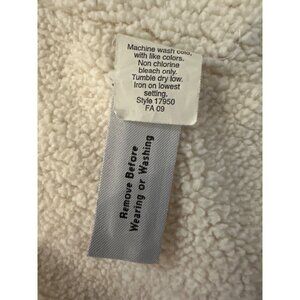 Machine wash cold,
with like colors.
Non chlorine
bleach only.
Tumble dry low.
Iron on lowest
setting.
Style 17950
FA 09
Remove Before
Wearing or Washing